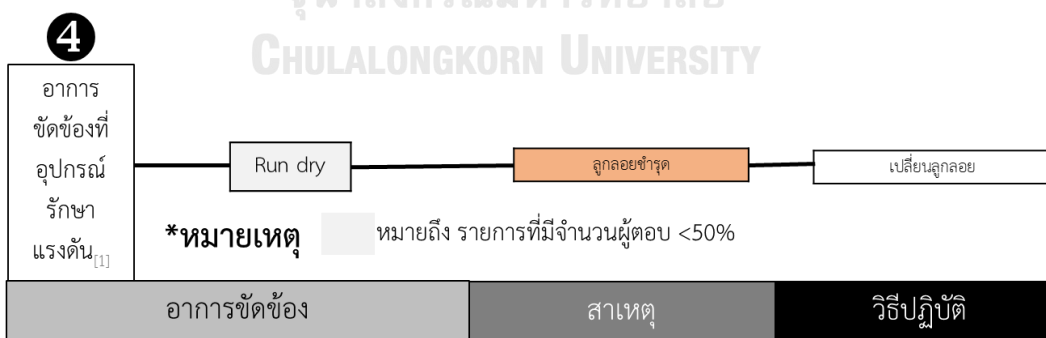 จุฬาลงกรณ์มหาวิทยาลัย
CHULALONGKORN UNIVERSITY
4
อาการ
ขัดข้องที่
อุปกรณ์
รักษา
แรงดัน[1]
Run dry
ลูกลอยชำรุด
เปลี่ยนลูกลอย
*หมายเหตุ หมายถึง รายการที่มีจำนวนผู้ตอบ <50%
อาการขัดข้อง
สาเหตุ
วิธีปฏิบัติ